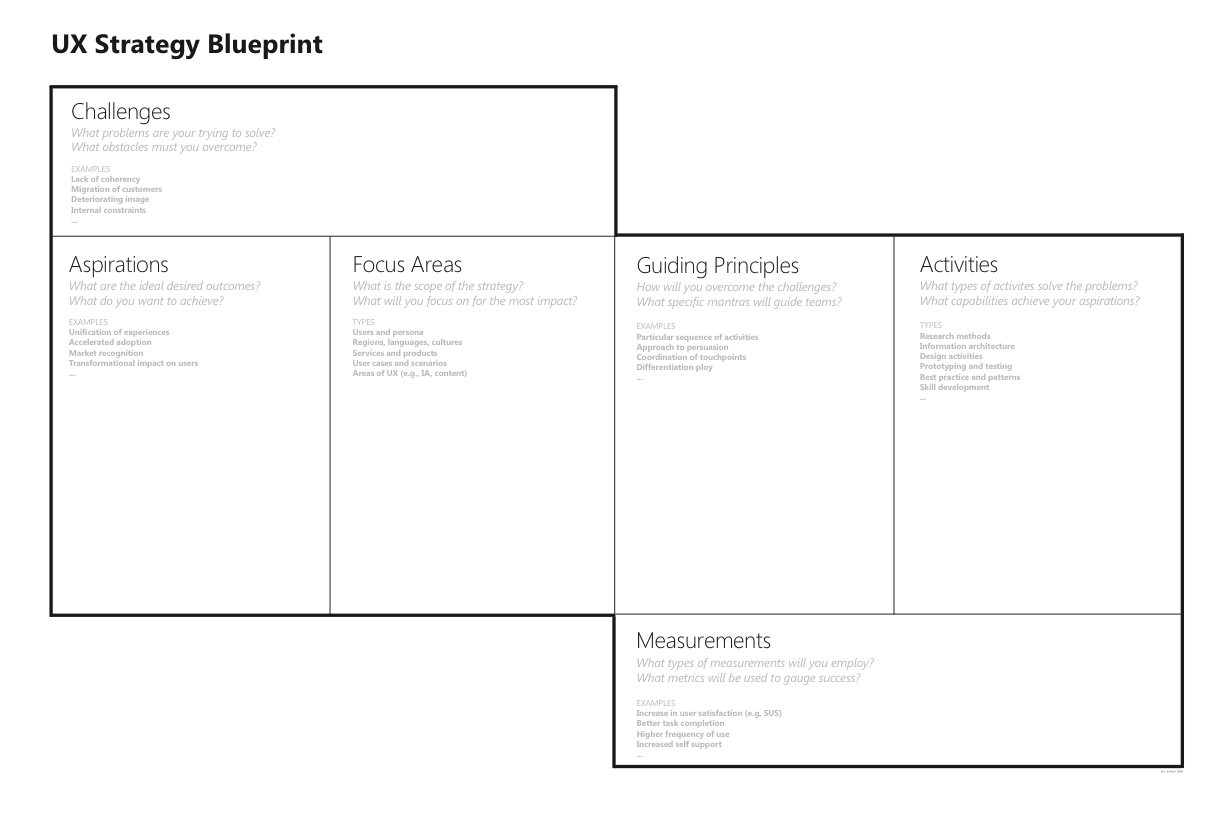 UX Strategy Blueprint
Challenges
What problems are your trying to solve?
What obstacles must you overcome?
EXAMPLES
Lack of coherency
Migration of customers
Deteriorating image
Internal constraints
...
Aspirations
What are the ideal desired outcomes?
What do you want to achieve?
EXAMPLES
Unification of experiences
Accelerated adoption
Market recognition
Transformational impact on users
...
Focus Areas
What is the scope of the strategy?
What will you focus on for the most impact?
TYPES
Users and persona
Regions, languages, cultures
Services and products
User cases and scenarios
Areas of UX (e.g., IA, content)
Guiding Principles
How will you overcome the challenges?
What specific mantras will guide teams?
EXAMPLES
Particular sequence of activities
Approach to persuasion
Coordination of touchpoints
Differentiation ploy
...
Activities
What types of activites solve the problems?
What capabilities achieve your aspirations?
TYPES
Research methods
Information architecture
Design activities
Prototyping and testing
Best practice and patterns
Skill development
...
Measurements
What types of measurements will you employ?
What metrics will be used to gauge success?
EXAMPLES
Increase in user satisfaction (e.g, SUS)
Better task completion
Higher frequency of use
Increased self support
...